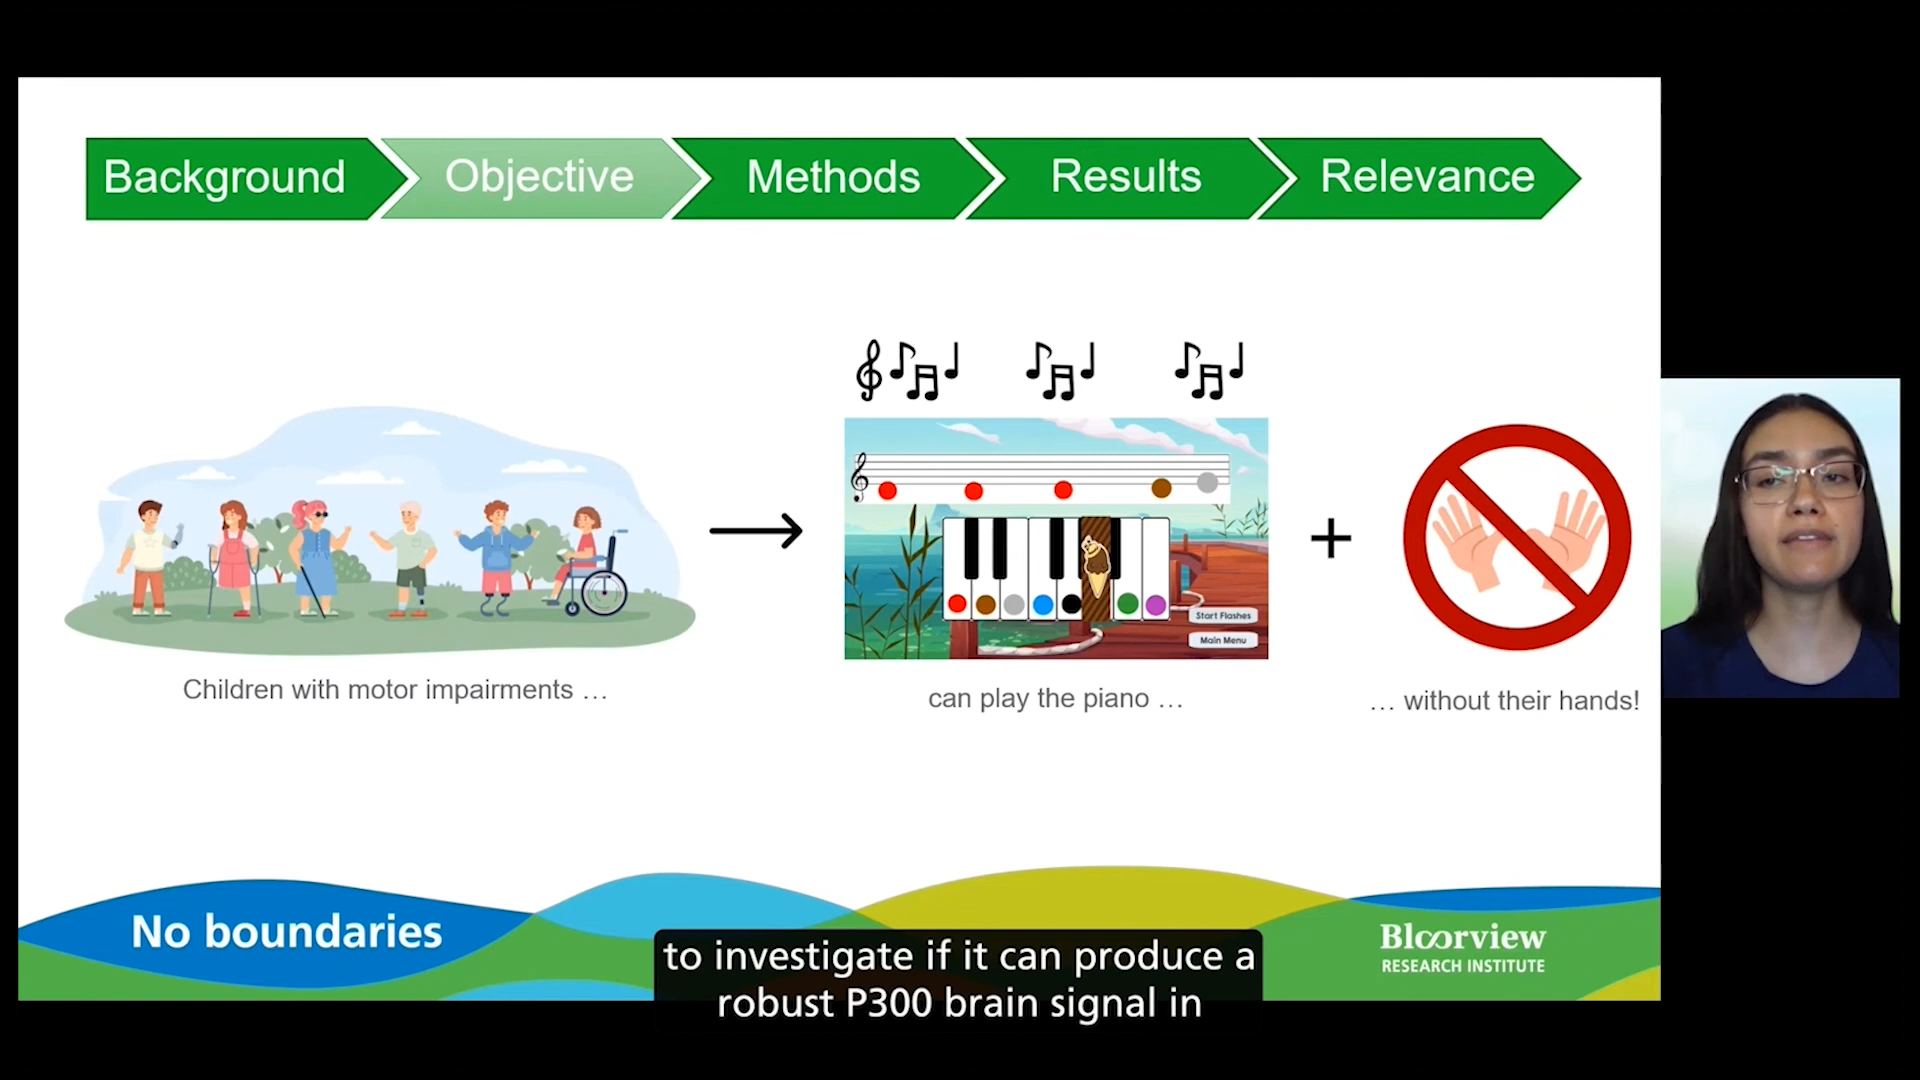 Background
Objective
Methods
Results
Relevance
Start Flashes
Main Menu
Children with motor impairments …
can play the piano …
… without their hands!
No boundaries
Bloorview
RESEARCH INSTITUTE
to investigate if it can produce a
robust P300 brain signal in